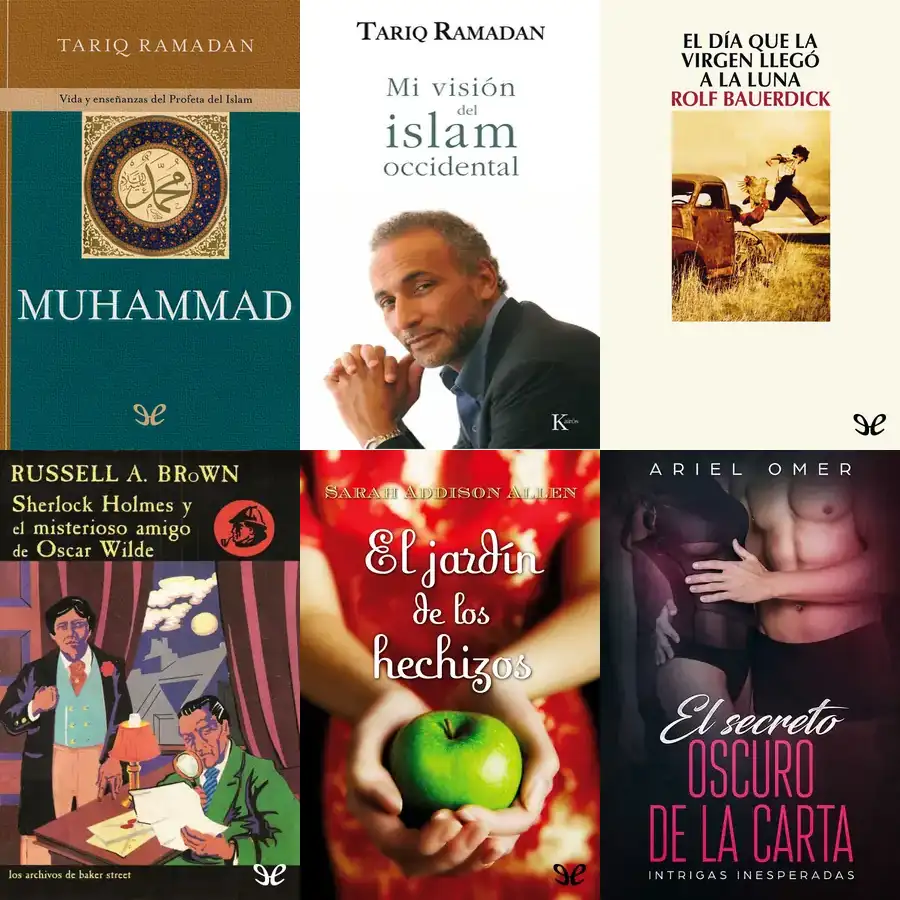 TARIQ RAMADAN
Vida y enseñanzas del Profeta del Islam
محمد
MUHAMMAD
TARIQ RAMADAN
Mi visión
del
islam
occidental
Kairós
EL DÍA QUE LA
VIRGEN LLEGÓ
A LA LUNA
ROLF BAUERDICK
RUSSELL A. BROWN
Sherlock Holmes y
el misterioso amigo
de Oscar Wilde
los archivos de baker street
SARAH ADDISON ALLEN
El jardín
de los
hechizos
ARIEL OMER
El secreto
OSCURO
DE LA CARTA
INTRIGAS INESPERADAS